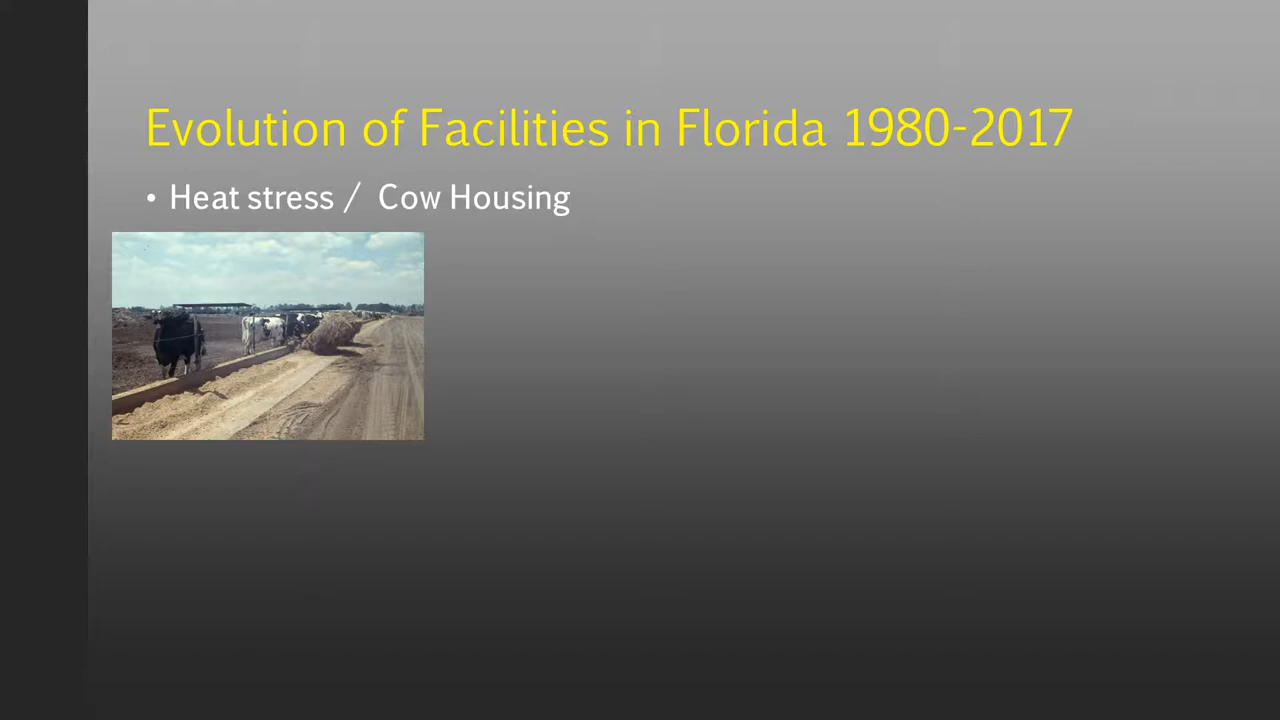 Evolution of Facilities in Florida 1980-2017
• Heat stress / Cow Housing